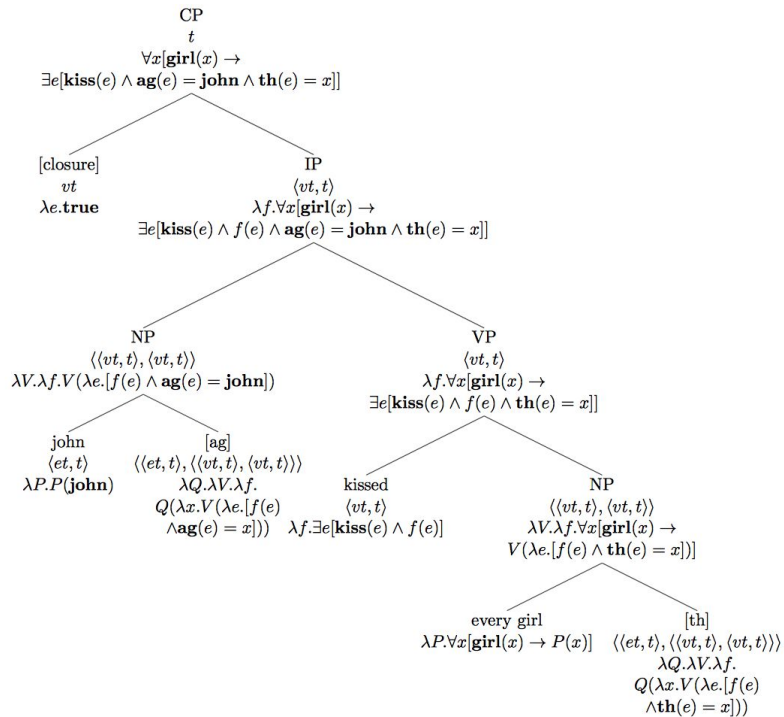 CP
t
∀x[girl(x) →
∃e[kiss(e) ∧ ag(e) = john ∧ th(e) = x]]
[closure]
vt
λe.true
IP
⟨vt, t⟩
λf.∀x[girl(x) →
∃e[kiss(e) ∧ f(e) ∧ ag(e) = john ∧ th(e) = x]]
NP
⟨⟨vt, t⟩, ⟨vt, t⟩⟩
λV.λf.V(λe.[f(e) ∧ ag(e) = john])
VP
⟨vt, t⟩
λf.∀x[girl(x) →
∃e[kiss(e) ∧ f(e) ∧ th(e) = x]]
john
⟨et, t⟩
λP.P(john)
[ag]
⟨⟨et, t⟩, ⟨⟨vt, t⟩, ⟨vt, t⟩⟩⟩
λQ.λV.λf.
Q(λx.V(λe.[f(e)
∧ag(e) = x]))
kissed
⟨vt, t⟩
λf.∃e[kiss(e) ∧ f(e)]
NP
⟨⟨vt, t⟩, ⟨vt, t⟩⟩
λV.λf.∀x[girl(x) →
V(λe.[f(e) ∧ th(e) = x])]
every girl
λP.∀x[girl(x) → P(x)]
[th]
⟨⟨et, t⟩, ⟨⟨vt, t⟩, ⟨vt, t⟩⟩⟩
λQ.λV.λf.
Q(λx.V(λe.[f(e)
∧th(e) = x]))